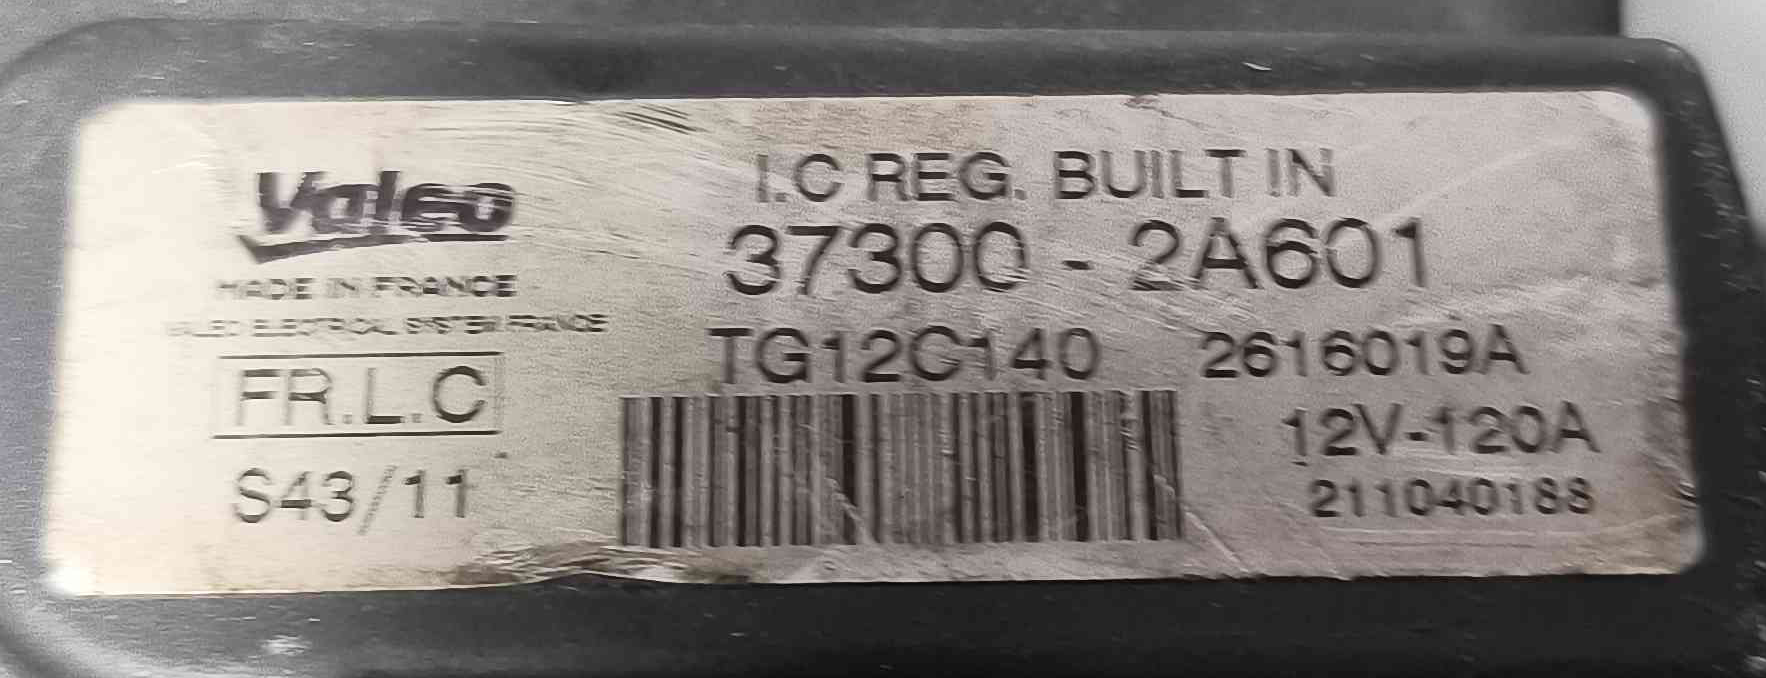 Valeo
MADE IN FRANCE
VALEO ELECTRICAL SYSTEM FRANCE
FR.L.C
S43/11
I.C REG. BUILT IN
37300 - 2A601
TG12C140 2616019A
12V-120A
211040188